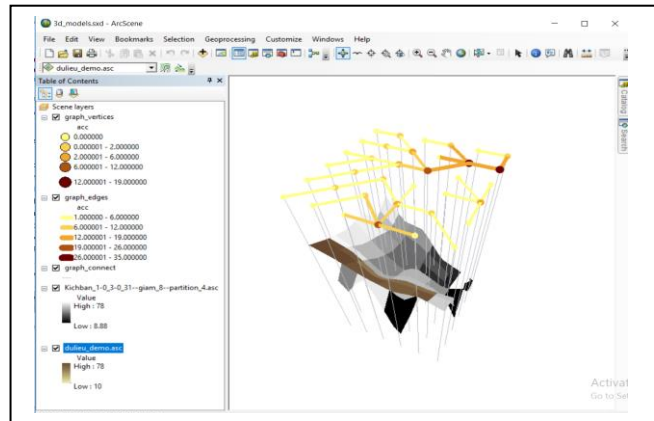 3d_models.sxd - ArcScene
File Edit View Bookmarks Selection Geoprocessing Customize Windows Help
dulieu_demo.asc
Table of Contents
Scene layers
graph_vertices
acc
0.000000
0.000001 - 2.000000
2.000001 - 6.000000
6.000001 - 12.000000
12.000001 - 19.000000
graph_edges
acc
1.000000 - 6.000000
6.000001 - 12.000000
12.000001 - 19.000000
19.000001 - 26.000000
26.000001 - 35.000000
graph_connect
Kichban_1-0_3-0_31--giam_8--partition_4.asc
Value
High : 78
Low : 8.88
dulieu_demo.asc
Value
High : 78
Low : 10
Catalog
Search
Activat
Go to Set